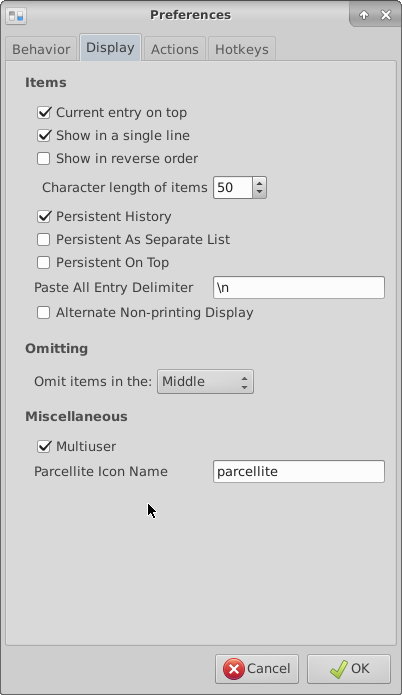 Preferences
Behavior Display Actions Hotkeys
Items
Current entry on top
Show in a single line
Show in reverse order
Character length of items 50
Persistent History
Persistent As Separate List
Persistent On Top
Paste All Entry Delimiter \n
Alternate Non-printing Display
Omitting
Omit items in the: Middle
Miscellaneous
Multiuser
Parcellite Icon Name parcellite
Cancel OK